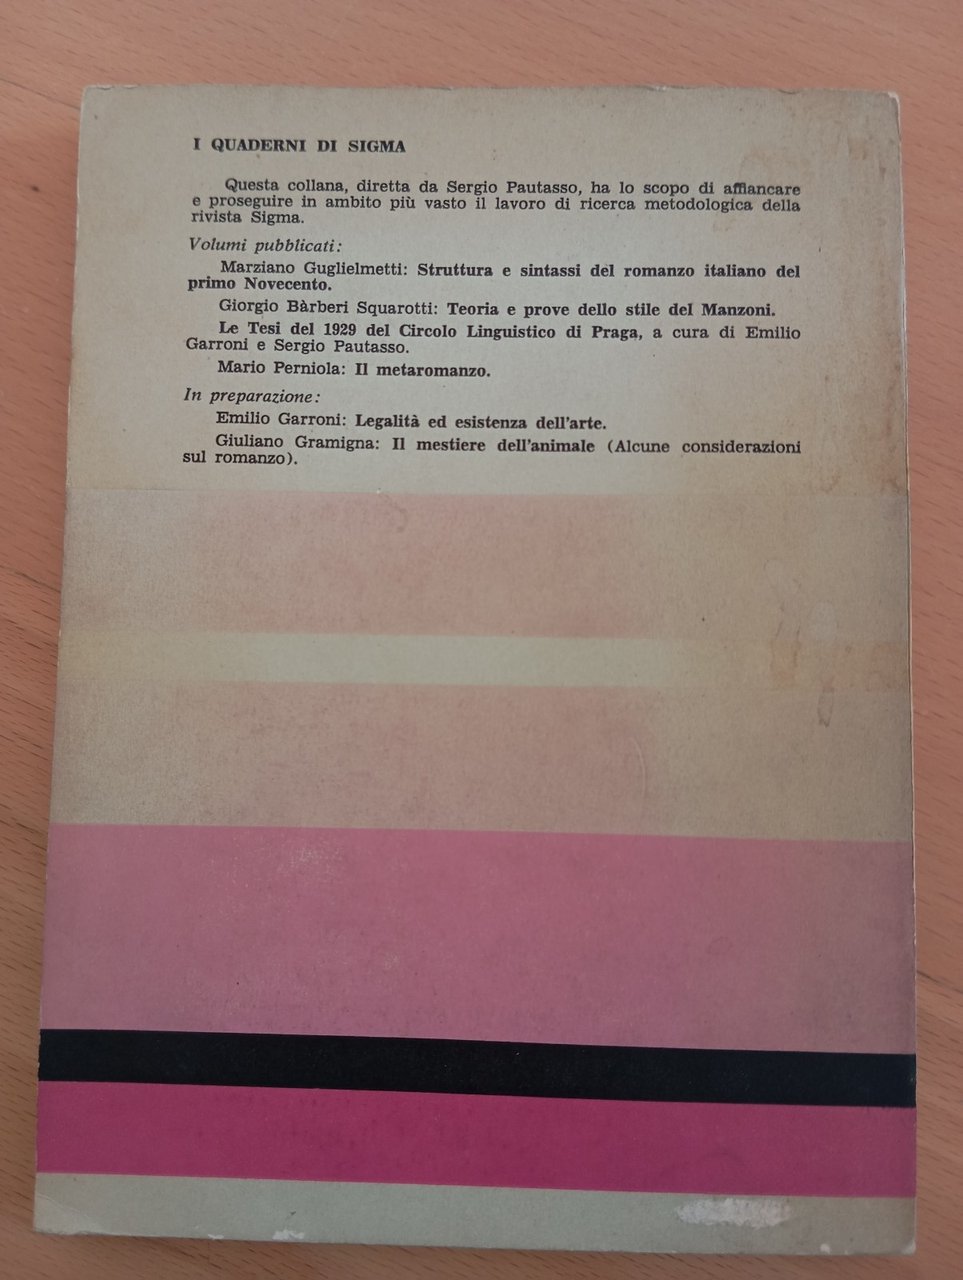 I QUADERNI DI SIGMA
Questa collana, diretta da Sergio Pautasso, ha lo scopo di affiancare
e proseguire in ambito più vasto il lavoro di ricerca metodologica della
rivista Sigma.
Volumi pubblicati:
Marziano Guglielmetti: Struttura e sintassi del romanzo italiano del
primo Novecento.
Giorgio Bàrberi Squarotti: Teoria e prove dello stile del Manzoni.
Le Tesi del 1929 del Circolo Linguistico di Praga, a cura di Emilio
Garroni e Sergio Pautasso.
Mario Perniola: Il metaromanzo.
In preparazione:
Emilio Garroni: Legalità ed esistenza dell'arte.
Giuliano Gramigna: Il mestiere dell'animale (Alcune considerazioni
sul romanzo).